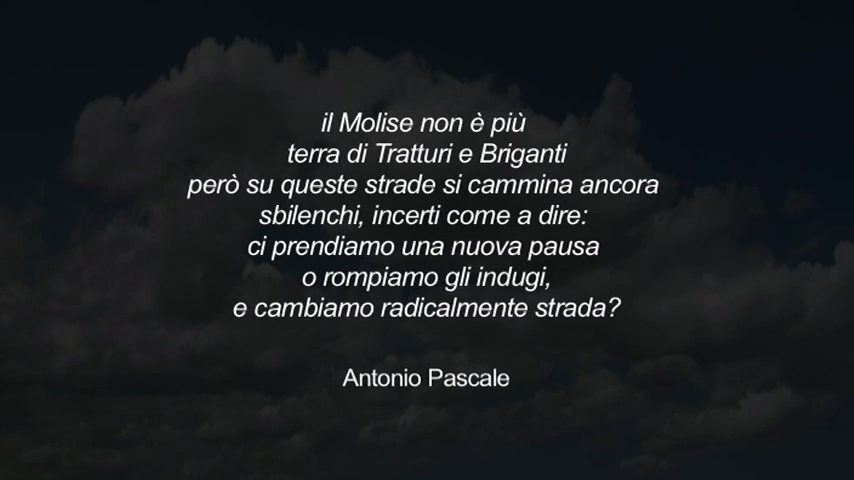 il Molise non è più
terra di Tratturi e Briganti
però su queste strade si cammina ancora
sbilenchi, incerti come a dire:
ci prendiamo una nuova pausa
o rompiamo gli indugi,
e cambiamo radicalmente strada?
Antonio Pascale